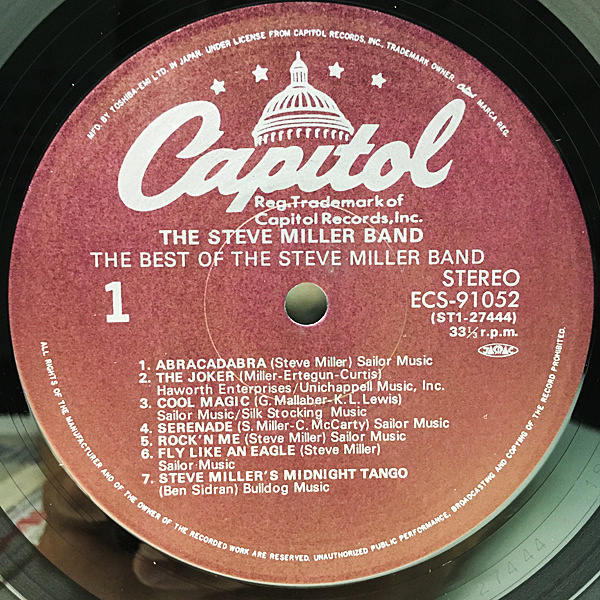 MFD. BY TOSHIBA-EMI LTD. IN JAPAN. UNDER LICENSE FROM CAPITOL RECORDS, INC., TRADEMARK OWNER. Capitol MARCA REG.
Capitol
Reg. Trademark of
Capitol Records, Inc.
THE STEVE MILLER BAND
THE BEST OF THE STEVE MILLER BAND
1
STEREO
ECS-91052
(ST1-27444)
33⅓ r.p.m.
JASRAC
1. ABRACADABRA (Steve Miller) Sailor Music
2. THE JOKER (Miller-Ertegun-Curtis)
Haworth Enterprises/Unichappell Music, Inc.
3. COOL MAGIC (G. Mallaber-K. L. Lewis)
Sailor Music/Silk Stocking Music
4. SERENADE (S. Miller-C. McCarty) Sailor Music
5. ROCK'N ME (Steve Miller) Sailor Music
6. FLY LIKE AN EAGLE (Steve Miller)
Sailor Music
7. STEVE MILLER'S MIDNIGHT TANGO
(Ben Sidran) Bulldog Music
ALL RIGHTS OF THE MANUFACTURER AND OF THE OWNER OF THE RECORDED WORK ARE RESERVED. UNAUTHORIZED PUBLIC PERFORMANCE, BROADCASTING AND COPYING OF THE RECORD PROHIBITED.
27444